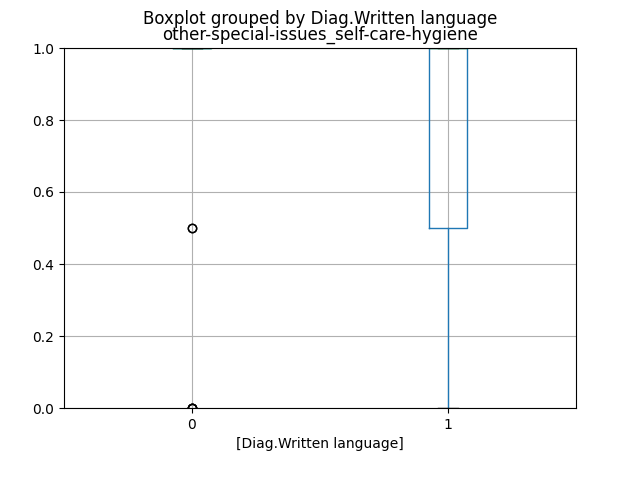 Boxplot grouped by Diag.Written language
other-special-issues_self-care-hygiene
1.0
0.8
0.6
0.4
0.2
0.0
0 1
[Diag.Written language]